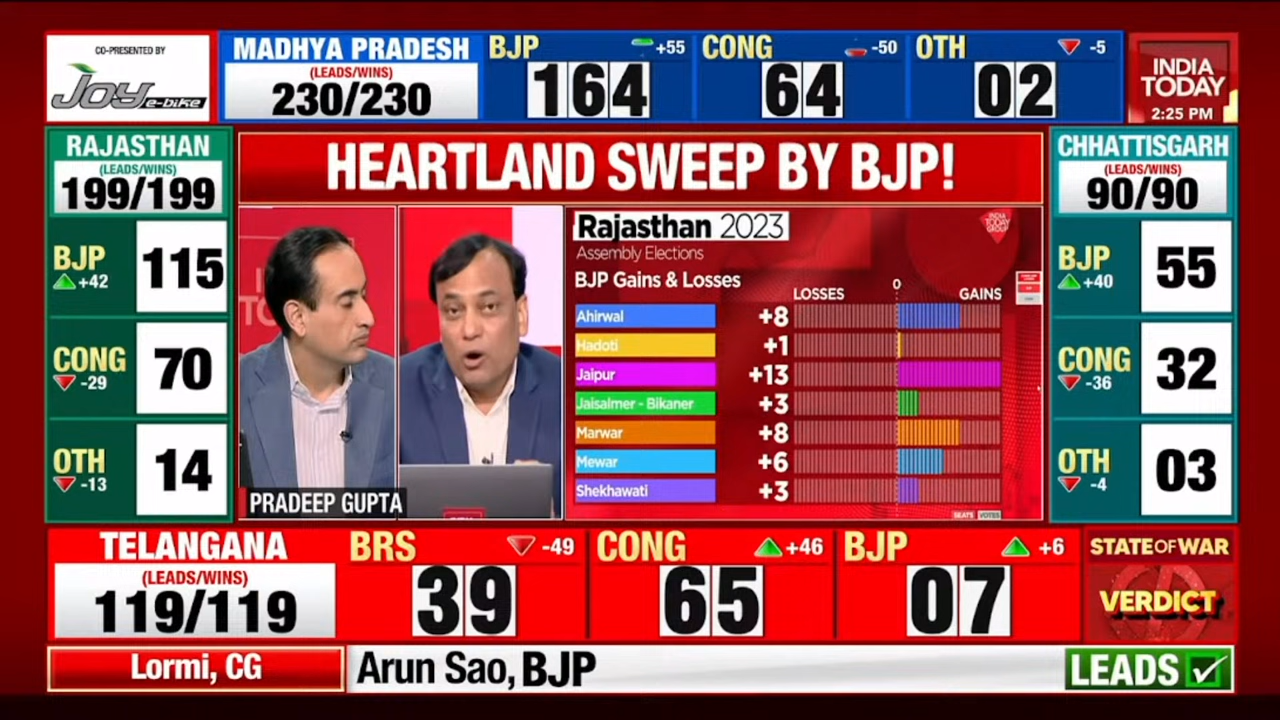 CO-PRESENTED BY
Joy e-bike
MADHYA PRADESH
(LEADS/WINS)
230/230
BJP +55
164
CONG -50
64
OTH -5
02
INDIA
TODAY
2:25 PM
RAJASTHAN
(LEADS/WINS)
199/199
BJP
+42
115
CONG
-29
70
OTH
-13
14
HEARTLAND SWEEP BY BJP!
PRADEEP GUPTA
Rajasthan 2023
Assembly Elections
BJP Gains & Losses
LOSSES 0 GAINS
Ahirwal +8
Hadoti +1
Jaipur +13
Jaisalmer - Bikaner +3
Marwar +8
Mewar +6
Shekhawati +3
SEATS VOTES
INDIA
TODAY
GROUP
CHHATTISGARH
(LEADS/WINS)
90/90
BJP
+40
55
CONG
-36
32
OTH
-4
03
TELANGANA
(LEADS/WINS)
119/119
BRS -49
39
CONG +46
65
BJP +6
07
STATE OF WAR
VERDICT
Lormi, CG
Arun Sao, BJP
LEADS